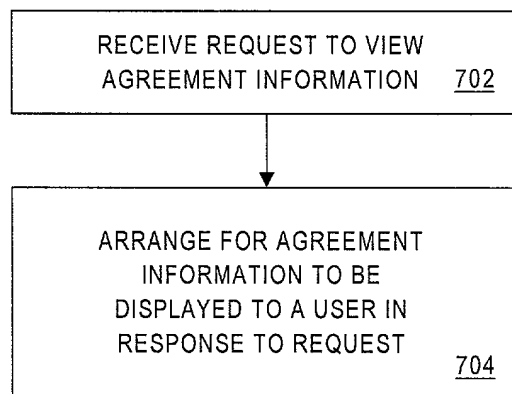 RECEIVE REQUEST TO VIEW
AGREEMENT INFORMATION 702
ARRANGE FOR AGREEMENT
INFORMATION TO BE
DISPLAYED TO A USER IN
RESPONSE TO REQUEST
704